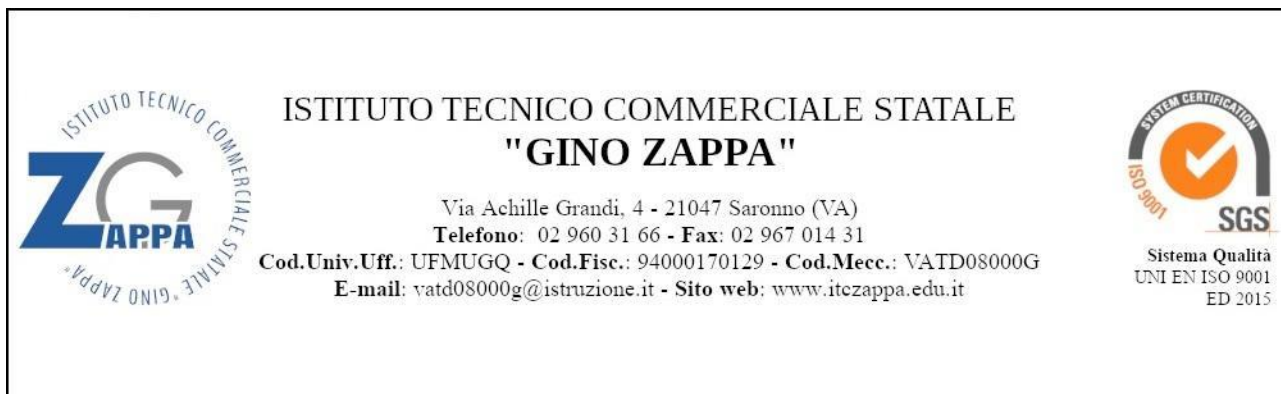 ISTITUTO TECNICO COMMERCIALE STATALE "GINO ZAPPA"
ZG
APPA
ISTITUTO TECNICO COMMERCIALE STATALE
"GINO ZAPPA"
Via Achille Grandi, 4 - 21047 Saronno (VA)
Telefono: 02 960 31 66 - Fax: 02 967 014 31
Cod.Univ.Uff.: UFMUGQ - Cod.Fisc.: 94000170129 - Cod.Mecc.: VATD08000G
E-mail: vatd08000g@istruzione.it - Sito web: www.itczappa.edu.it
SYSTEM CERTIFICATION
ISO 9001
SGS
Sistema Qualità
UNI EN ISO 9001
ED 2015